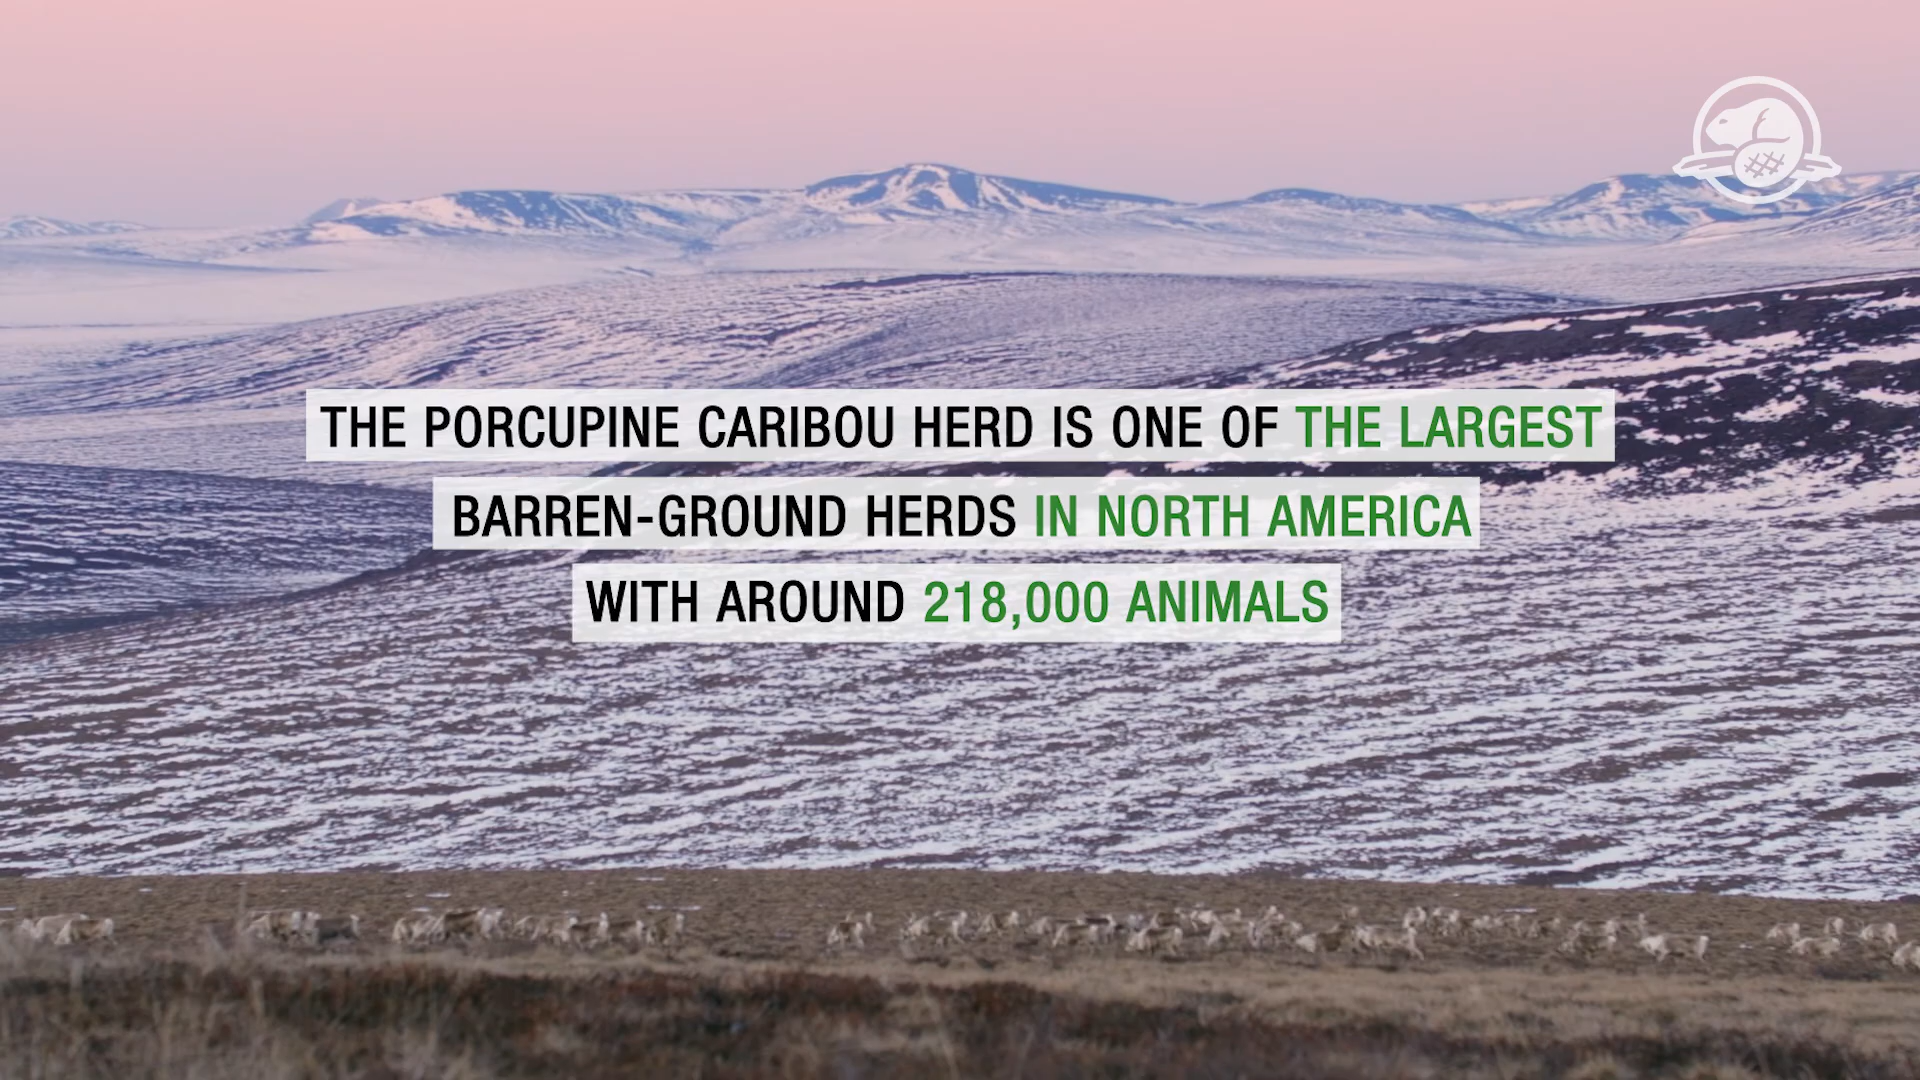 THE PORCUPINE CARIBOU HERD IS ONE OF THE LARGEST
BARREN-GROUND HERDS IN NORTH AMERICA
WITH AROUND 218,000 ANIMALS